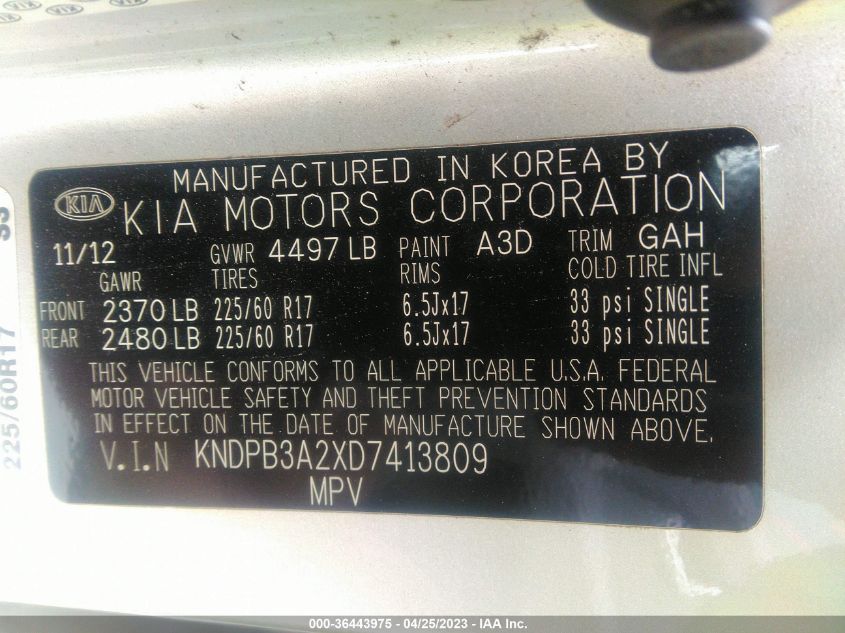 MANUFACTURED IN KOREA BY
KIA KIA MOTORS CORPORATION
11/12 GVWR 4497 LB PAINT A3D TRIM GAH
GAWR TIRES RIMS COLD TIRE INFL
FRONT 2370 LB 225/60 R17 6.5Jx17 33 psi SINGLE
REAR 2480 LB 225/60 R17 6.5Jx17 33 psi SINGLE
THIS VEHICLE CONFORMS TO ALL APPLICABLE U.S.A. FEDERAL
MOTOR VEHICLE SAFETY AND THEFT PREVENTION STANDARDS
IN EFFECT ON THE DATE OF MANUFACTURE SHOWN ABOVE.
V.I.N KNDPB3A2XD7413809
MPV
225/60R17
000-36443975 - 04/25/2023 - IAA Inc.